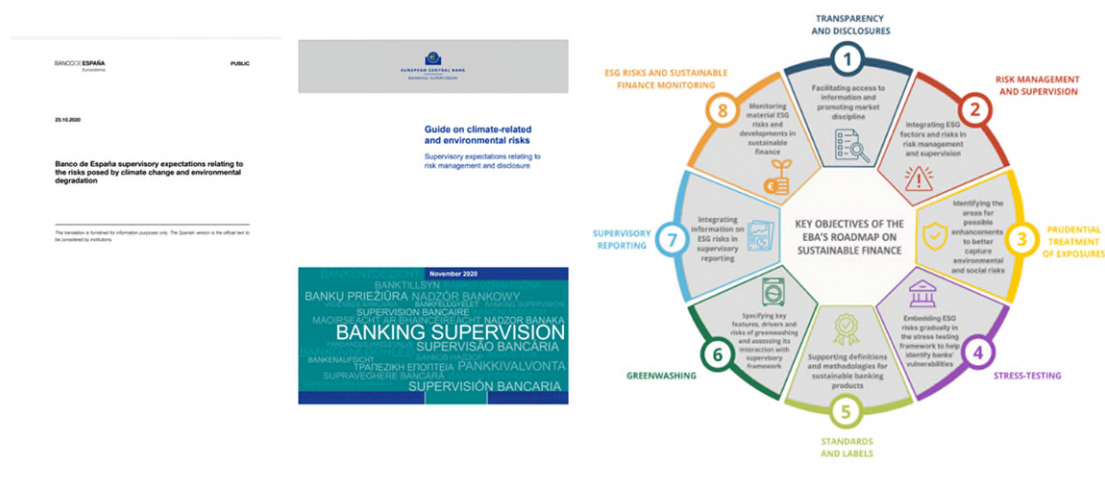 BANCO DE ESPAÑA
Eurosistema
PUBLIC
23.10.2020
Banco de España supervisory expectations relating to
the risks posed by climate change and environmental
degradation
The translation is furnished for information purposes only. The Spanish version is the official text to
be considered by institutions.
EUROPEAN CENTRAL BANK
BANKING SUPERVISION
Guide on climate-related
and environmental risks
Supervisory expectations relating to
risk management and disclosure
November 2020
BANKENTOEZICHT
BANKTILLSYN
BANKŲ PRIEŽIŪRA NADZÓR BANKOWY
BANKFELÜGYELET BANKING SUPERVISION
SUPERVISION BANCAIRE
MAOIRSEACHT AR BHAINCÉIREACHT NADZOR BANAKA
BANKING SUPERVISION
SUPERVISÃO BANCÁRIA
BANKENAUFSICHT
ΤΡΑΠΕΖΙΚΗ ΕΠΟΠΤΕΙΑ PANKKIVALVONTA
SUPRAVEGHERE BANCARĂ
SUPERVISIÓN BANCARIA
TRANSPARENCY
AND DISCLOSURES
1
Facilitating access to
information and
promoting market
discipline
RISK MANAGEMENT
AND SUPERVISION
2
Integrating ESG
factors and risks in
risk management
and supervision
PRUDENTIAL
TREATMENT
OF EXPOSURES
3
Identifying the
areas for
possible
enhancements
to better
capture
environmental
and social risks
STRESS-TESTING
4
Embedding ESG
risks gradually in
the stress testing
framework to help
identify banks'
vulnerabilities
STANDARDS
AND LABELS
5
Supporting definitions
and methodologies for
sustainable banking
products
GREENWASHING
6
Specifying key
features, drivers and
risks of greenwashing
and assessing its
interaction with
supervisory
framework
SUPERVISORY
REPORTING
7
Integrating
information on
ESG risks in
supervisory
reporting
ESG RISKS AND SUSTAINABLE
FINANCE MONITORING
8
Monitoring
material ESG
risks and
developments in
sustainable
finance
KEY OBJECTIVES OF THE
EBA'S ROADMAP ON
SUSTAINABLE FINANCE